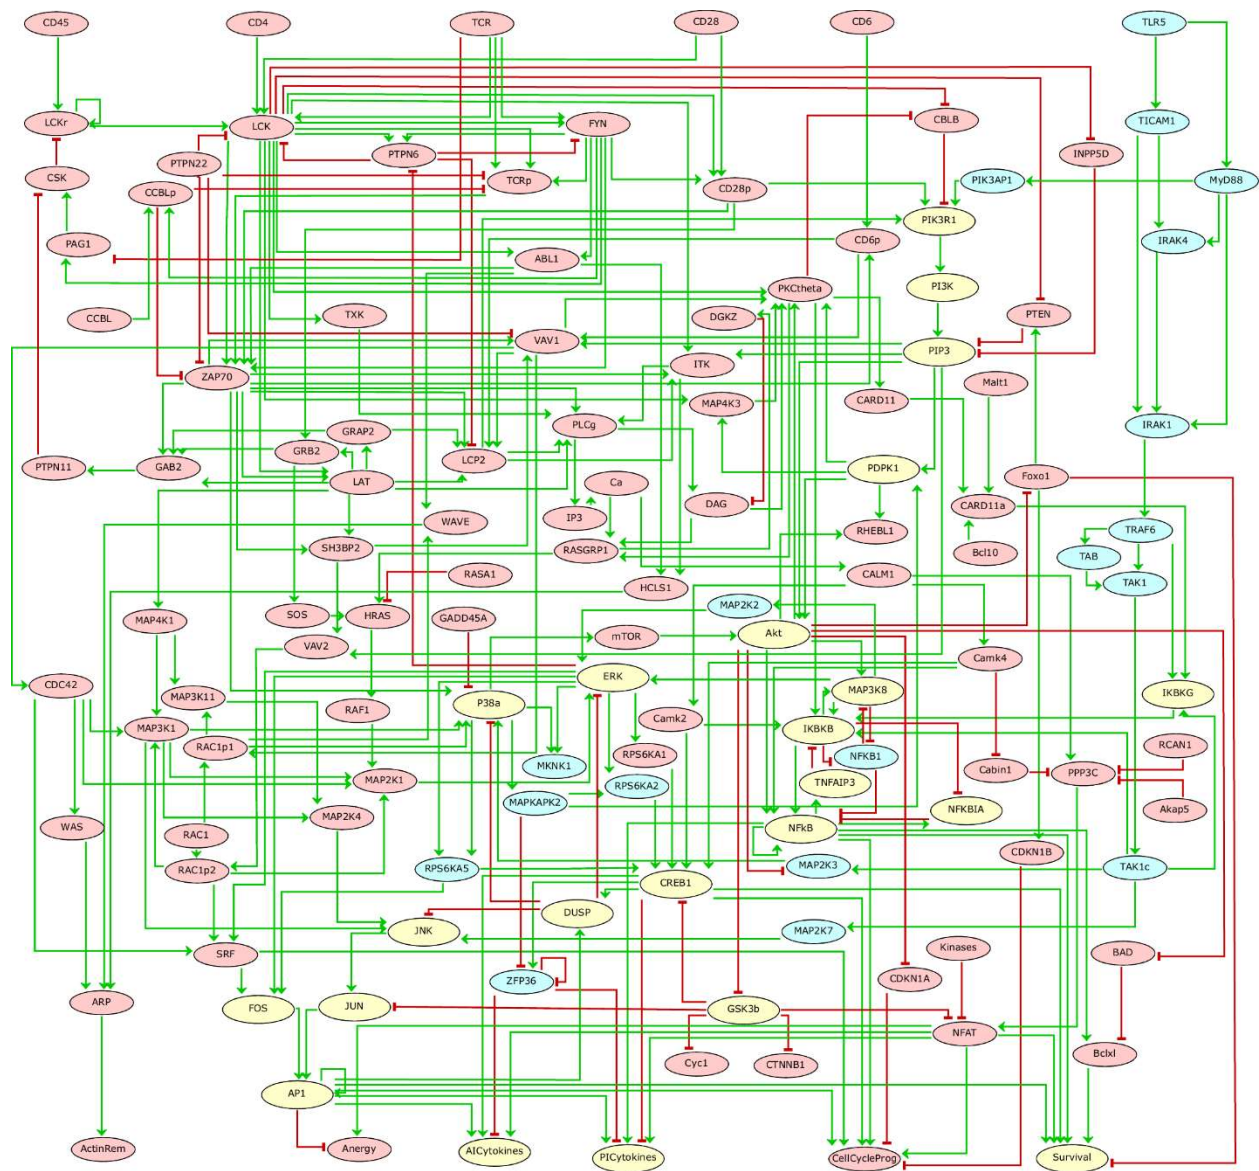 CD45
CD4
TCR
CD28
CD6
TLR5
LCKr
LCK
FYN
CBLB
TICAM1
INPP5D
CSK
PTPN22
PTPN6
TCRp
CCBLp
CD28p
PIK3AP1
MyD88
PIK3R1
PAG1
ABL1
CD6p
IRAK4
PKCtheta
PI3K
CCBL
TXK
DGKZ
PTEN
VAV1
PIP3
ZAP70
ITK
Malt1
MAP4K3
CARD11
GRAP2
PLCg
IRAK1
GRB2
PTPN11
GAB2
LCP2
PDPK1
LAT
Ca
Foxo1
DAG
CARD11a
WAVE
IP3
RHEBL1
TRAF6
SH3BP2
RASGRP1
Bcl10
TAB
RASA1
HCLS1
CALM1
TAK1
MAP4K1
SOS
HRAS
GADD45A
MAP2K2
mTOR
Akt
VAV2
Camk4
CDC42
ERK
MAP3K8
IKBKG
MAP3K11
P38a
RAF1
Camk2
MAP3K1
RAC1p1
IKBKB
RPS6KA1
NFKB1
RCAN1
MKNK1
Cabin1
PPP3C
MAP2K1
TNFAIP3
RPS6KA2
MAPKAPK2
NFKBIA
Akap5
MAP2K4
WAS
RAC1
NFkB
CDKN1B
RAC1p2
RPS6KA5
MAP2K3
TAK1c
CREB1
DUSP
JNK
MAP2K7
Kinases
SRF
BAD
ZFP36
CDKN1A
ARP
FOS
JUN
GSK3b
NFAT
Cyc1
CTNNB1
Bclxl
AP1
ActinRem
Anergy
AICytokines
PICytokines
CellCycleProg
Survival